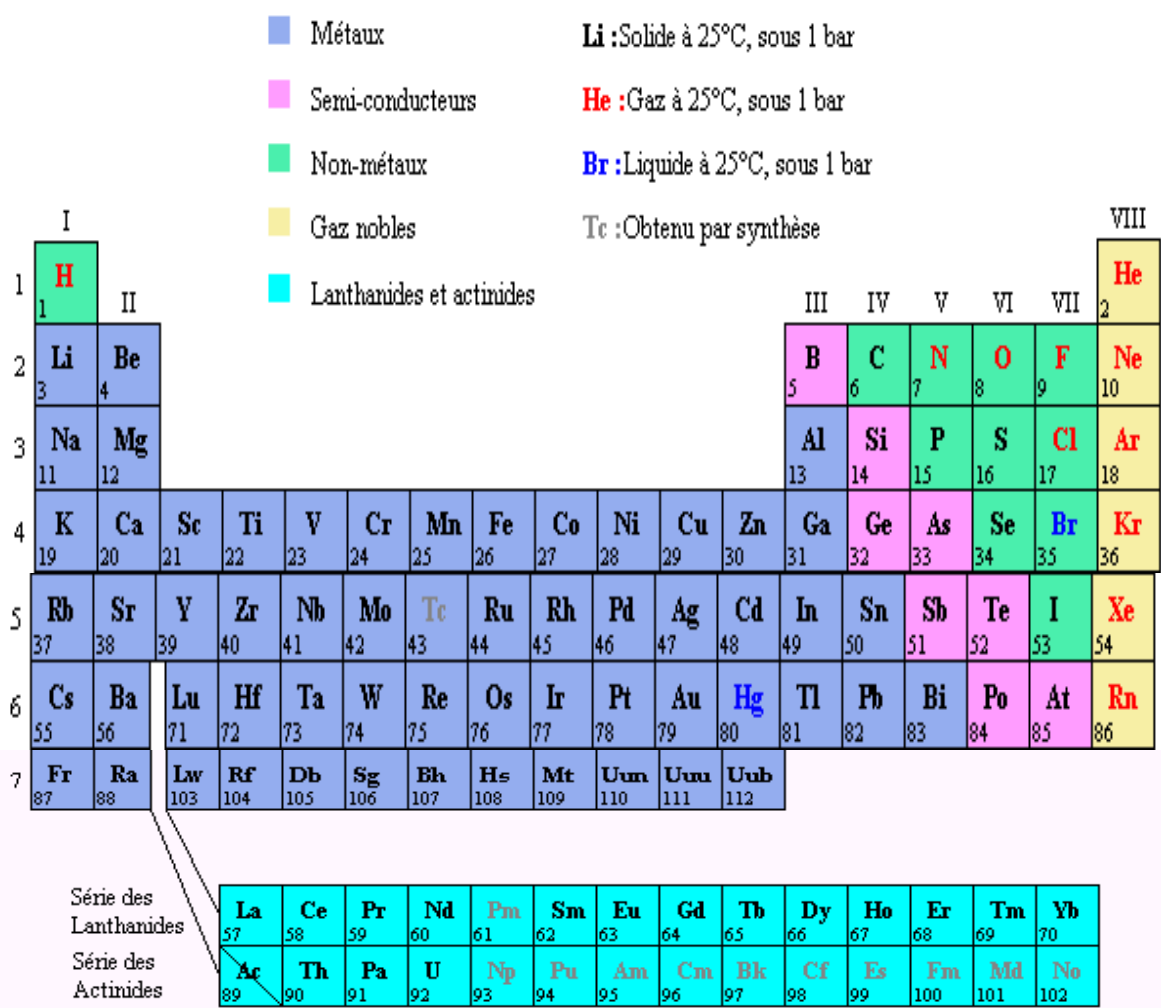 Métaux
Li :Solide à 25°C, sous 1 bar
Semi-conducteurs
He :Gaz à 25°C, sous 1 bar
Non-métaux
Br :Liquide à 25°C, sous 1 bar
Gaz nobles
Tc :Obtenu par synthèse
Lanthanides et actinides
I
VIII
1 H He
1 2
II III IV V VI VII
2 Li Be B C N O F Ne
3 4 5 6 7 8 9 10
3 Na Mg Al Si P S Cl Ar
11 12 13 14 15 16 17 18
4 K Ca Sc Ti V Cr Mn Fe Co Ni Cu Zn Ga Ge As Se Br Kr
19 20 21 22 23 24 25 26 27 28 29 30 31 32 33 34 35 36
5 Rb Sr Y Zr Nb Mo Tc Ru Rh Pd Ag Cd In Sn Sb Te I Xe
37 38 39 40 41 42 43 44 45 46 47 48 49 50 51 52 53 54
6 Cs Ba Lu Hf Ta W Re Os Ir Pt Au Hg Tl Pb Bi Po At Rn
55 56 71 72 73 74 75 76 77 78 79 80 81 82 83 84 85 86
7 Fr Ra Lw Rf Db Sg Bh Hs Mt Uun Uuu Uub
87 88 103 104 105 106 107 108 109 110 111 112
Série des
Lanthanides
La Ce Pr Nd Pm Sm Eu Gd Tb Dy Ho Er Tm Yb
57 58 59 60 61 62 63 64 65 66 67 68 69 70
Série des
Actinides
Ac Th Pa U Np Pu Am Cm Bk Cf Es Fm Md No
89 90 91 92 93 94 95 96 97 98 99 100 101 102